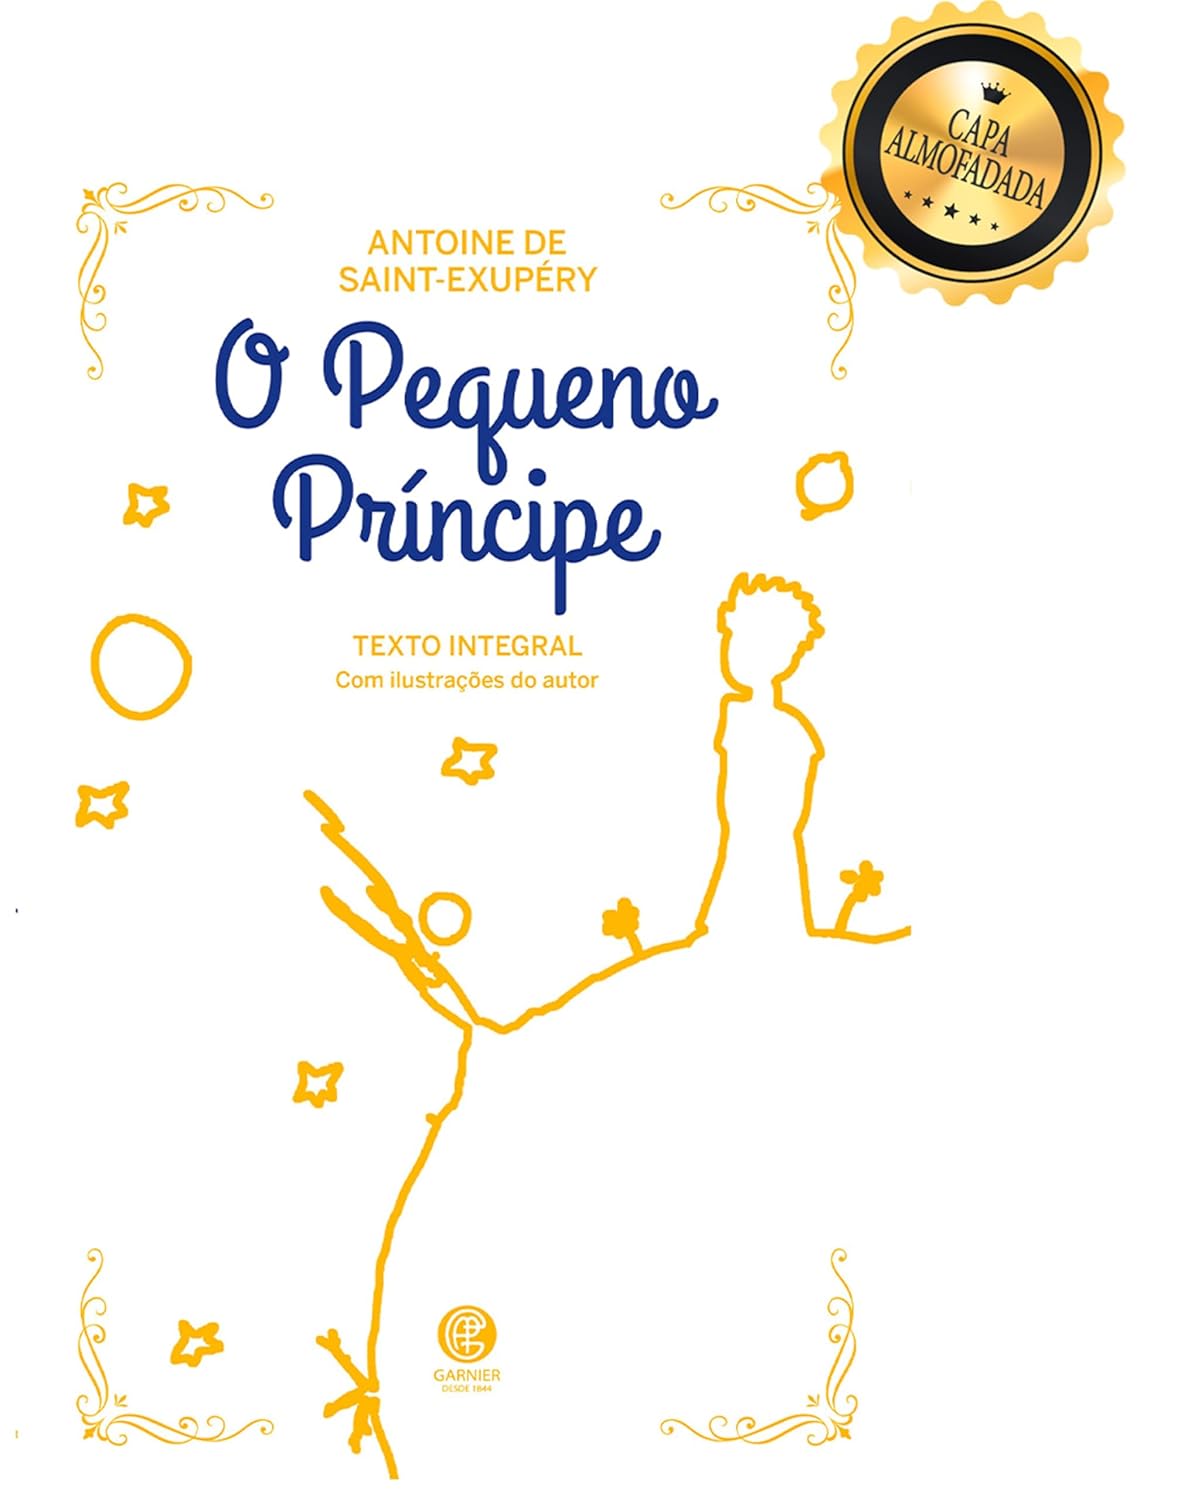 CAPA
ALMOFADADA
ANTOINE DE
SAINT-EXUPÉRY
O Pequeno
Príncipe
TEXTO INTEGRAL
Com ilustrações do autor
GARNIER
DESDE 1844